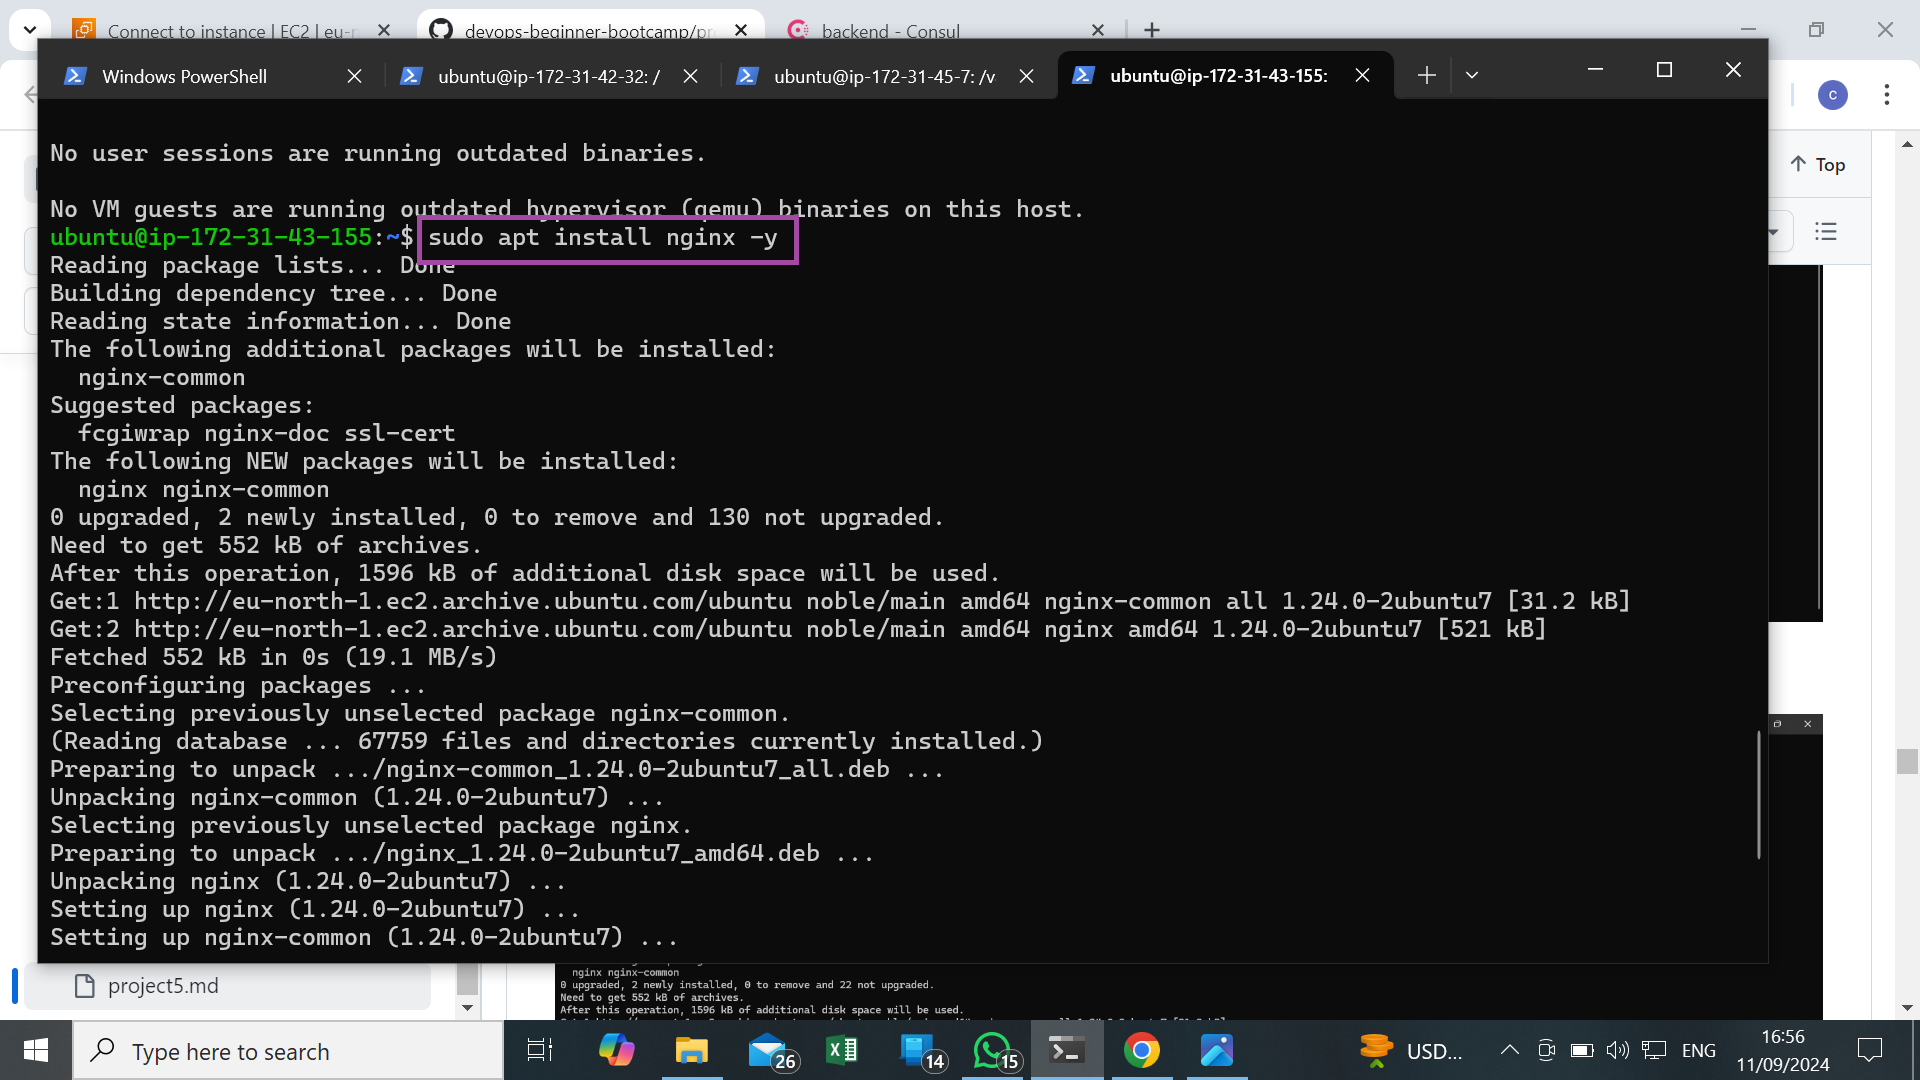 Connect to instance | EC2 | eu-n
devops-beginner-bootcamp/pr
backend - Consul
Windows PowerShell
ubuntu@ip-172-31-42-32: /
ubuntu@ip-172-31-45-7: /v
ubuntu@ip-172-31-43-155:
c
Top
No user sessions are running outdated binaries.
No VM guests are running outdated hypervisor (qemu) binaries on this host.
ubuntu@ip-172-31-43-155:~$ sudo apt install nginx -y
Reading package lists... Done
Building dependency tree... Done
Reading state information... Done
The following additional packages will be installed:
nginx-common
Suggested packages:
fcgiwrap nginx-doc ssl-cert
The following NEW packages will be installed:
nginx nginx-common
0 upgraded, 2 newly installed, 0 to remove and 130 not upgraded.
Need to get 552 kB of archives.
After this operation, 1596 kB of additional disk space will be used.
Get:1 http://eu-north-1.ec2.archive.ubuntu.com/ubuntu noble/main amd64 nginx-common all 1.24.0-2ubuntu7 [31.2 kB]
Get:2 http://eu-north-1.ec2.archive.ubuntu.com/ubuntu noble/main amd64 nginx amd64 1.24.0-2ubuntu7 [521 kB]
Fetched 552 kB in 0s (19.1 MB/s)
Preconfiguring packages ...
Selecting previously unselected package nginx-common.
(Reading database ... 67759 files and directories currently installed.)
Preparing to unpack .../nginx-common_1.24.0-2ubuntu7_all.deb ...
Unpacking nginx-common (1.24.0-2ubuntu7) ...
Selecting previously unselected package nginx.
Preparing to unpack .../nginx_1.24.0-2ubuntu7_amd64.deb ...
Unpacking nginx (1.24.0-2ubuntu7) ...
Setting up nginx (1.24.0-2ubuntu7) ...
Setting up nginx-common (1.24.0-2ubuntu7) ...
project5.md
nginx nginx-common
0 upgraded, 2 newly installed, 0 to remove and 22 not upgraded.
Need to get 552 kB of archives.
After this operation, 1596 kB of additional disk space will be used.
Type here to search
26
14
15
USD...
ENG
16:56
11/09/2024